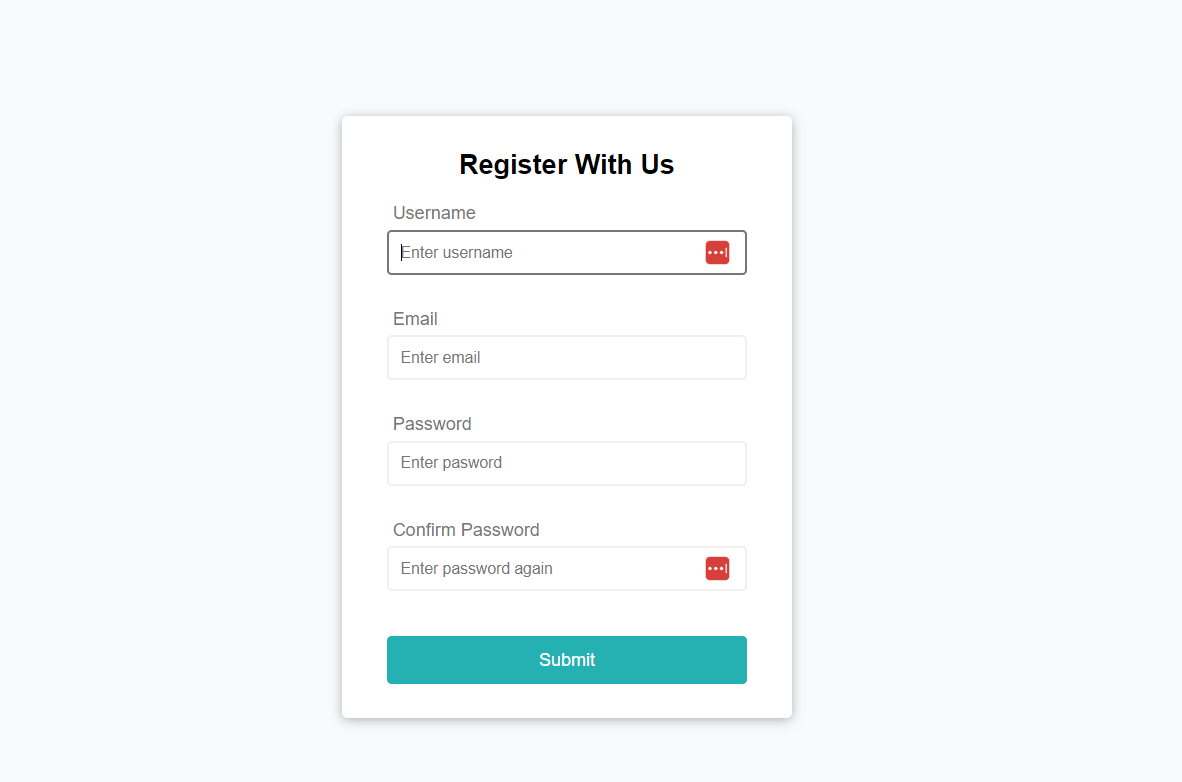 Register With Us
Username
Enter username
Email
Enter email
Password
Enter pasword
Confirm Password
Enter password again
Submit